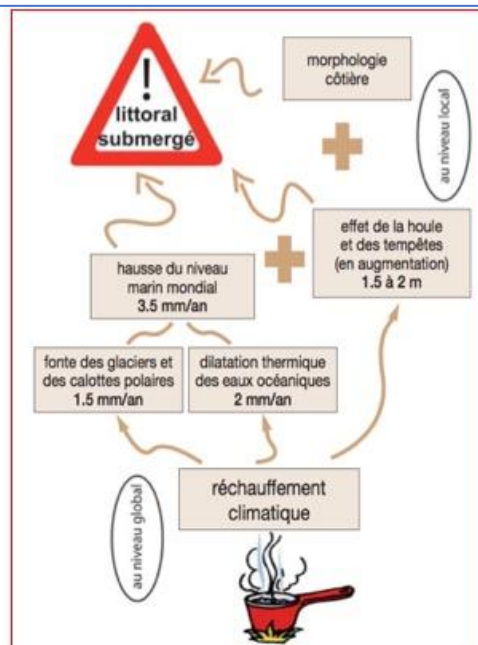 !
littoral
submergé
morphologie
côtière
au niveau local
effet de la houle
et des tempêtes
(en augmentation)
1.5 à 2 m
hausse du niveau
marin mondial
3.5 mm/an
fonte des glaciers et
des calottes polaires
1.5 mm/an
dilatation thermique
des eaux océaniques
2 mm/an
réchauffement
climatique
au niveau global